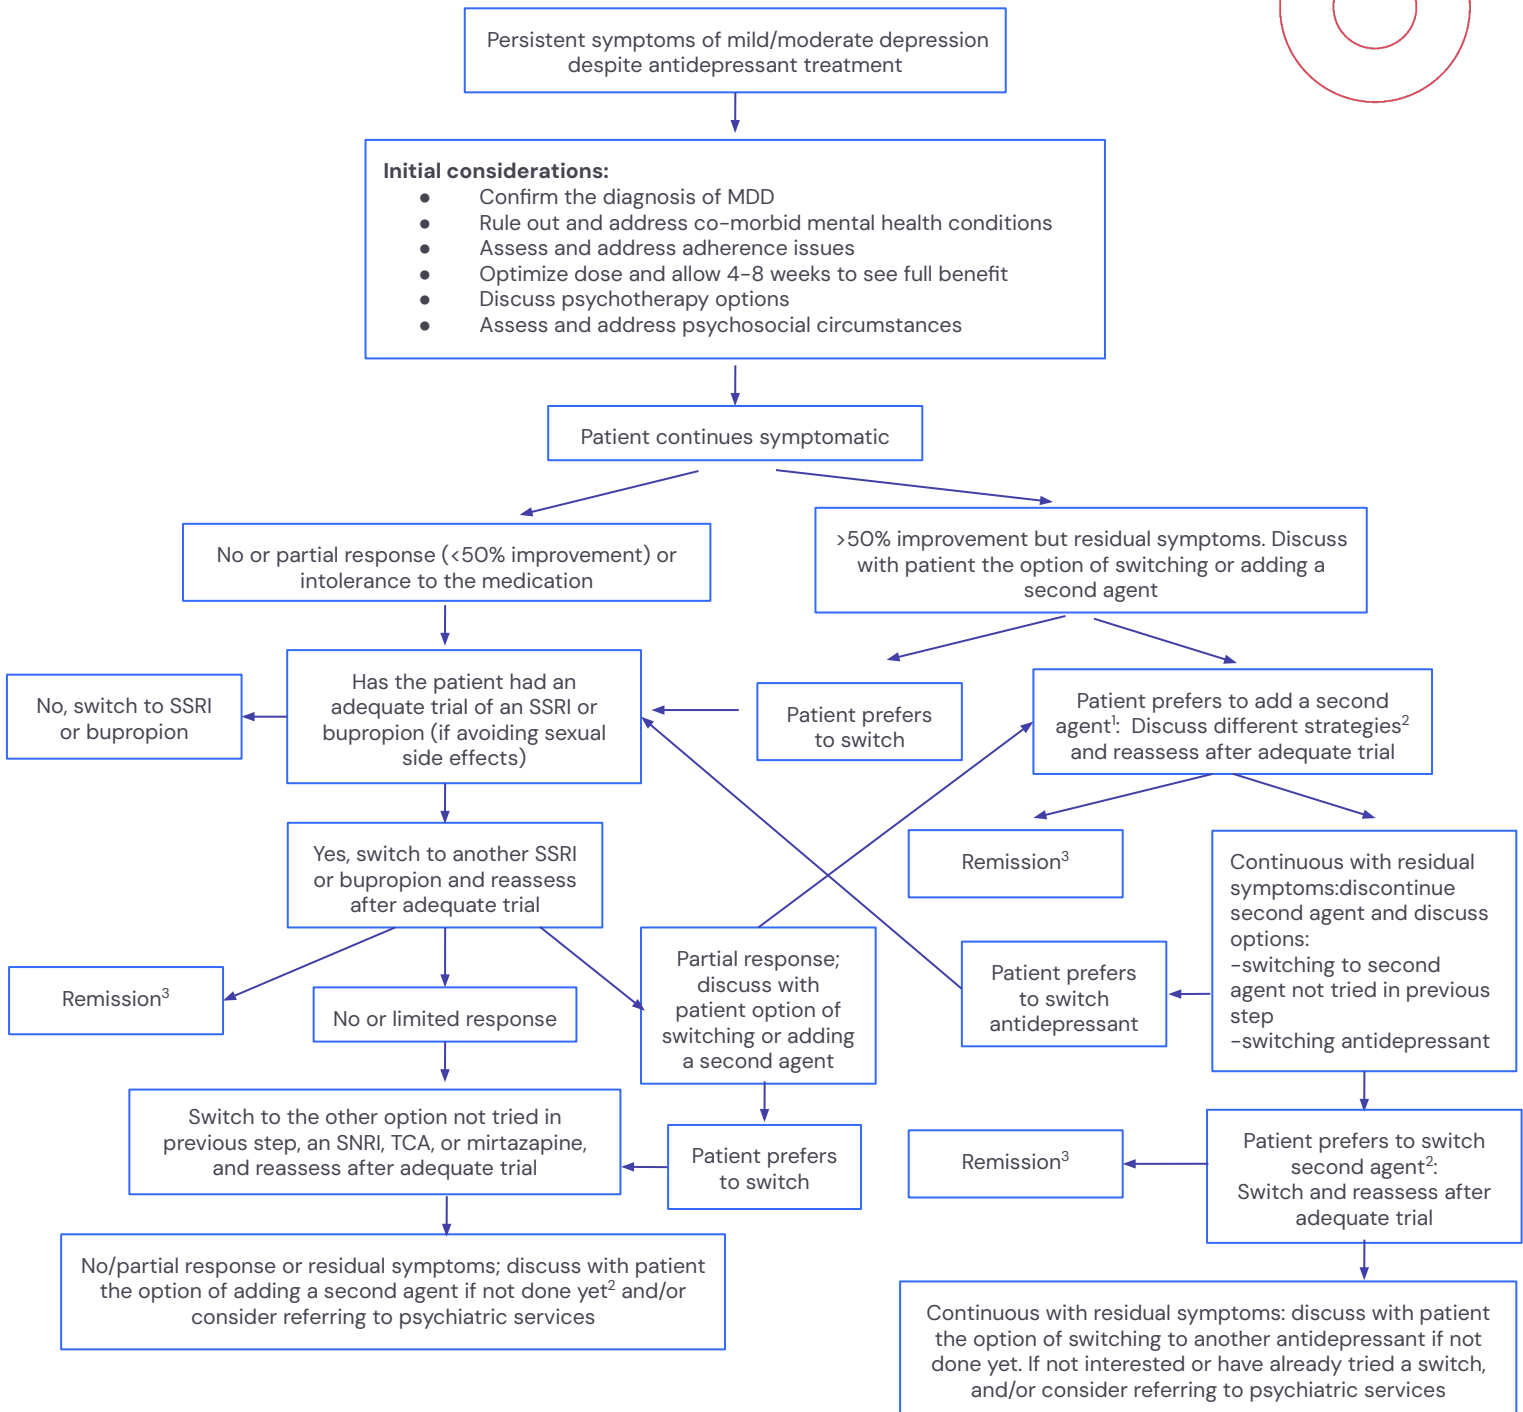 Persistent symptoms of mild/moderate depression
despite antidepressant treatment
Initial considerations:
● Confirm the diagnosis of MDD
● Rule out and address co-morbid mental health conditions
● Assess and address adherence issues
● Optimize dose and allow 4-8 weeks to see full benefit
● Discuss psychotherapy options
● Assess and address psychosocial circumstances
Patient continues symptomatic
No or partial response (<50% improvement) or
intolerance to the medication
>50% improvement but residual symptoms. Discuss
with patient the option of switching or adding a
second agent
No, switch to SSRI
or bupropion
Has the patient had an
adequate trial of an SSRI or
bupropion (if avoiding sexual
side effects)
Patient prefers
to switch
Patient prefers to add a second
agent¹: Discuss different strategies²
and reassess after adequate trial
Yes, switch to another SSRI
or bupropion and reassess
after adequate trial
Remission³
Continuous with residual
symptoms:discontinue
second agent and discuss
options:
-switching to second
agent not tried in previous
step
-switching antidepressant
Remission³
No or limited response
Partial response;
discuss with
patient option of
switching or adding
a second agent
Patient prefers
to switch
antidepressant
Switch to the other option not tried in
previous step, an SNRI, TCA, or mirtazapine,
and reassess after adequate trial
Patient prefers
to switch
Remission³
Patient prefers to switch
second agent²:
Switch and reassess after
adequate trial
No/partial response or residual symptoms; discuss with patient
the option of adding a second agent if not done yet² and/or
consider referring to psychiatric services
Continuous with residual symptoms: discuss with patient
the option of switching to another antidepressant if not
done yet. If not interested or have already tried a switch,
and/or consider referring to psychiatric services